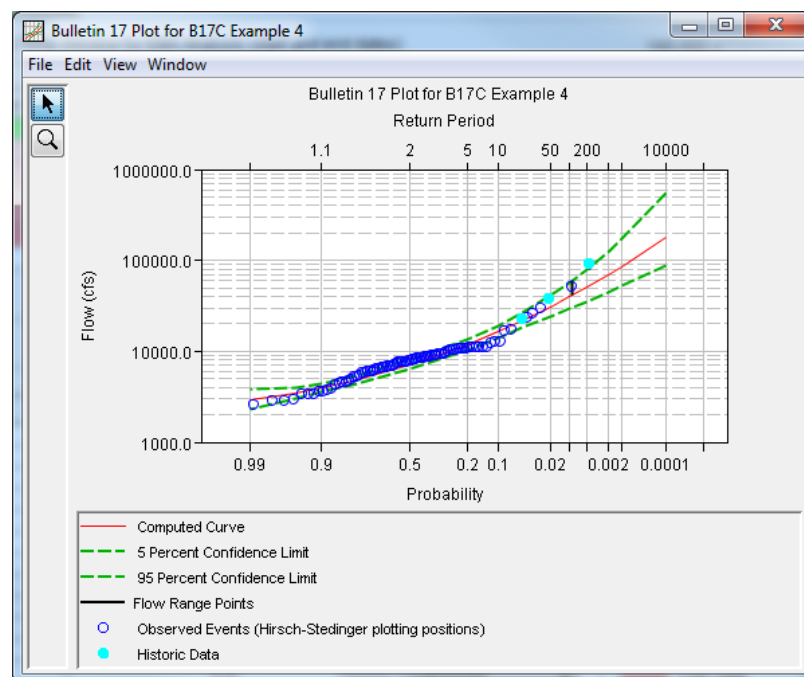 Bulletin 17 Plot for B17C Example 4
File Edit View Window
Bulletin 17 Plot for B17C Example 4
Return Period
1.1 2 5 10 50 200 10000
1000000.0
100000.0
10000.0
1000.0
Flow (cfs)
0.99 0.9 0.5 0.2 0.1 0.02 0.002 0.0001
Probability
Computed Curve
5 Percent Confidence Limit
95 Percent Confidence Limit
Flow Range Points
Observed Events (Hirsch-Stedinger plotting positions)
Historic Data